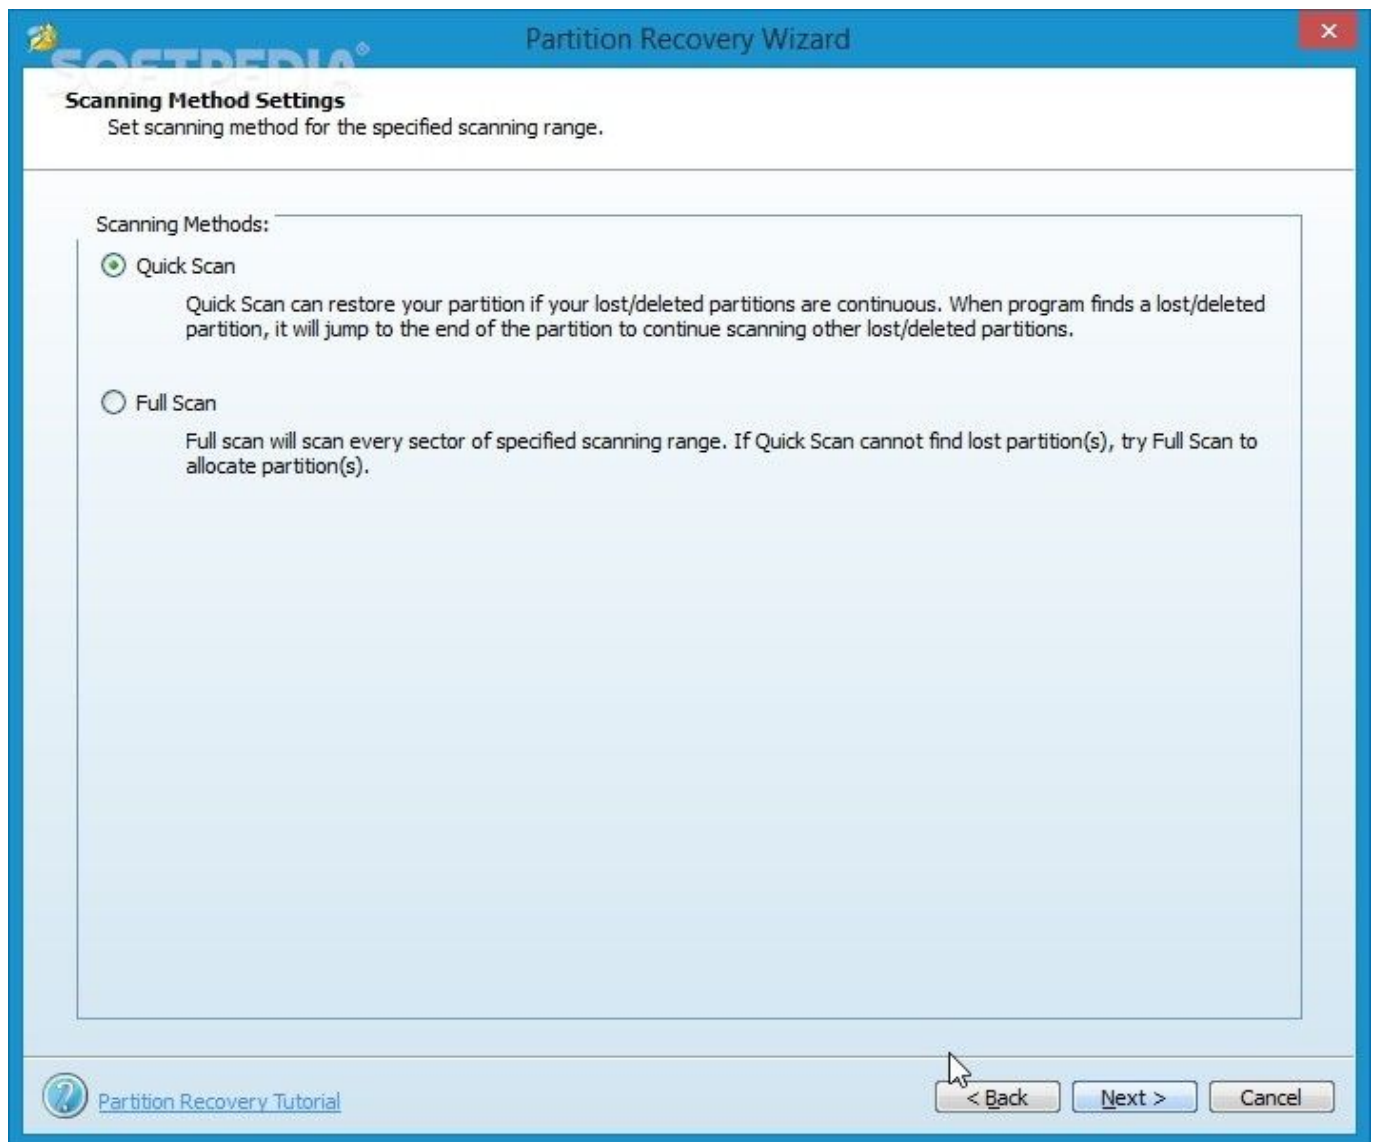 Partition Recovery Wizard
SOFTPEDIA®
Scanning Method Settings
Set scanning method for the specified scanning range.
Scanning Methods:
Quick Scan
Quick Scan can restore your partition if your lost/deleted partitions are continuous. When program finds a lost/deleted
partition, it will jump to the end of the partition to continue scanning other lost/deleted partitions.
Full Scan
Full scan will scan every sector of specified scanning range. If Quick Scan cannot find lost partition(s), try Full Scan to
allocate partition(s).
Partition Recovery Tutorial
< Back
Next >
Cancel